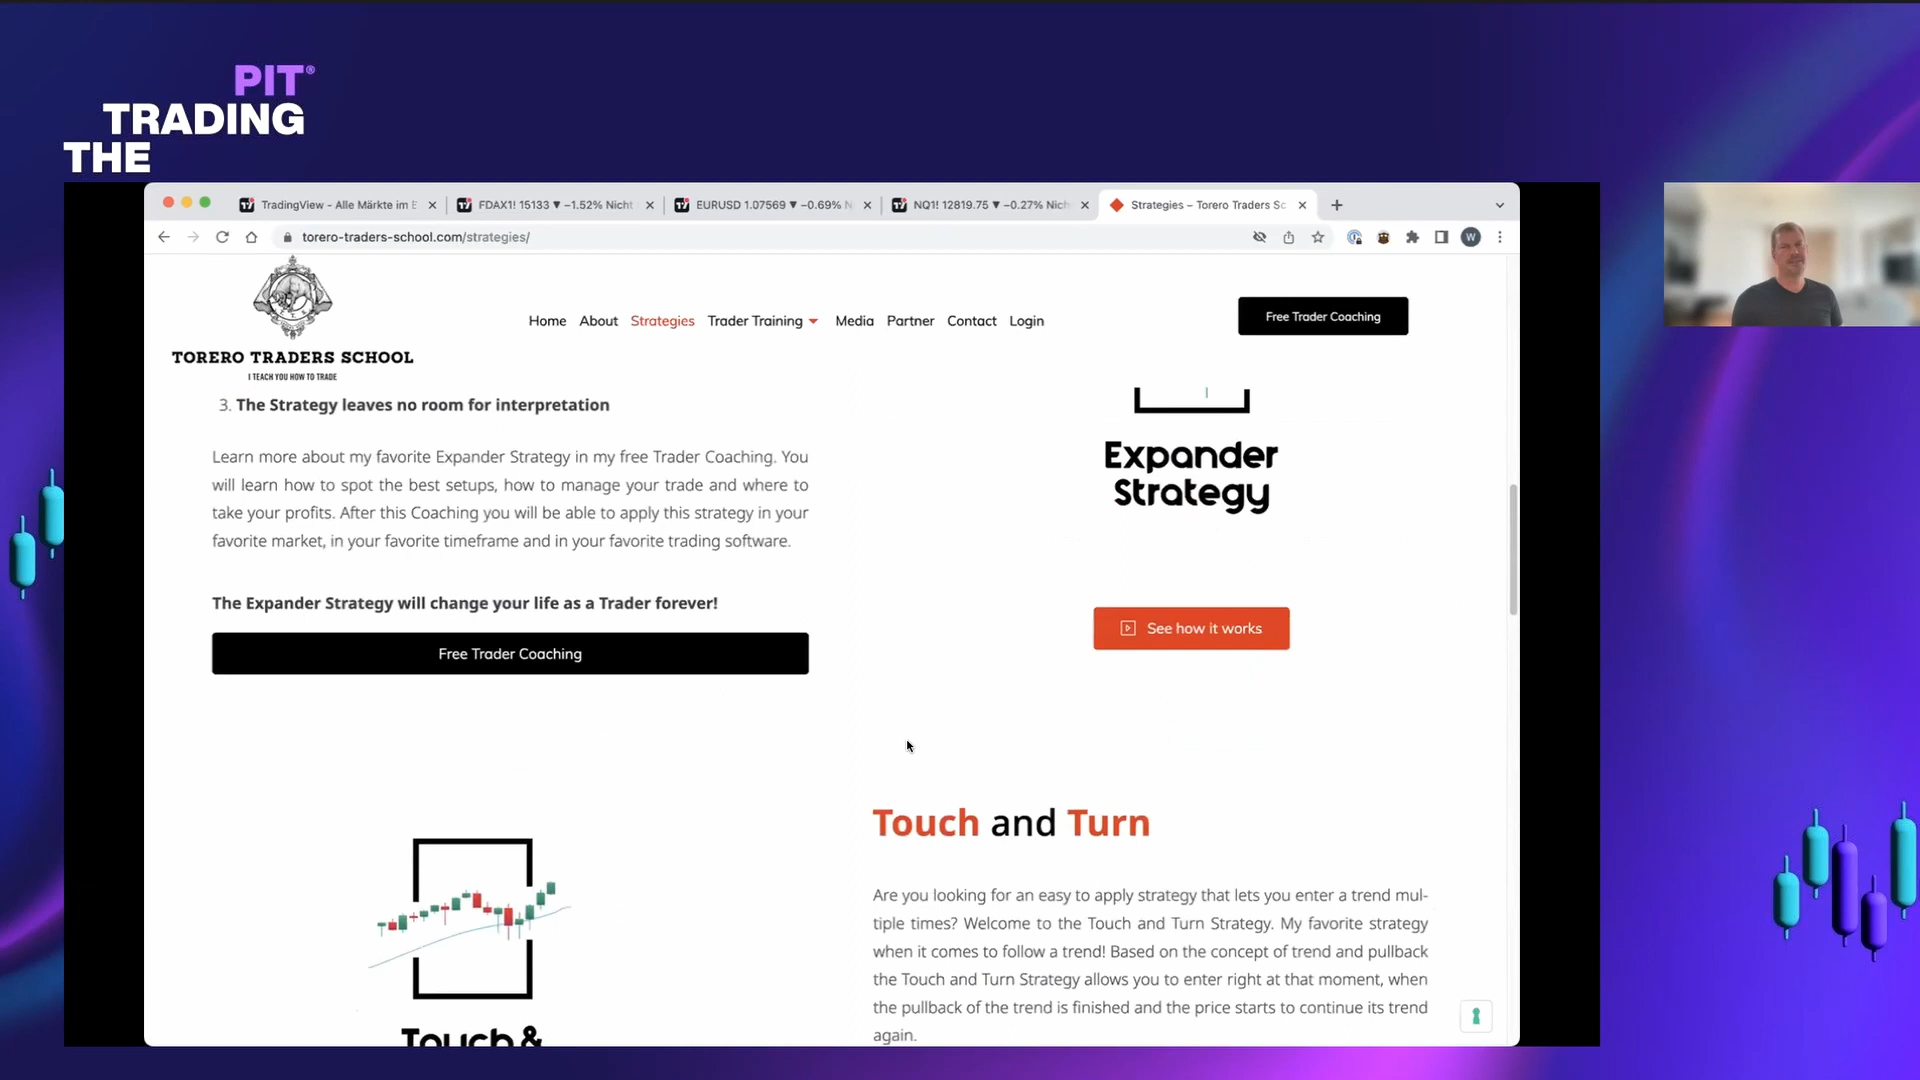 PIT®
TRADING
THE
TradingView - Alle Märkte im E
FDAX1! 15133 ▼ −1.52% Nicht
EURUSD 1.07569 ▼ −0.69% N
NQ1! 12819.75 ▼ −0.27% Nich
Strategies – Torero Traders Sc
torero-traders-school.com/strategies/
W
TORERO TRADERS SCHOOL
I TEACH YOU HOW TO TRADE
Home About Strategies Trader Training Media Partner Contact Login
Free Trader Coaching
3. The Strategy leaves no room for interpretation
Learn more about my favorite Expander Strategy in my free Trader Coaching. You
will learn how to spot the best setups, how to manage your trade and where to
take your profits. After this Coaching you will be able to apply this strategy in your
favorite market, in your favorite timeframe and in your favorite trading software.
The Expander Strategy will change your life as a Trader forever!
Free Trader Coaching
Expander
Strategy
See how it works
Touch &
Touch and Turn
Are you looking for an easy to apply strategy that lets you enter a trend mul-
tiple times? Welcome to the Touch and Turn Strategy. My favorite strategy
when it comes to follow a trend! Based on the concept of trend and pullback
the Touch and Turn Strategy allows you to enter right at that moment, when
the pullback of the trend is finished and the price starts to continue its trend
again.